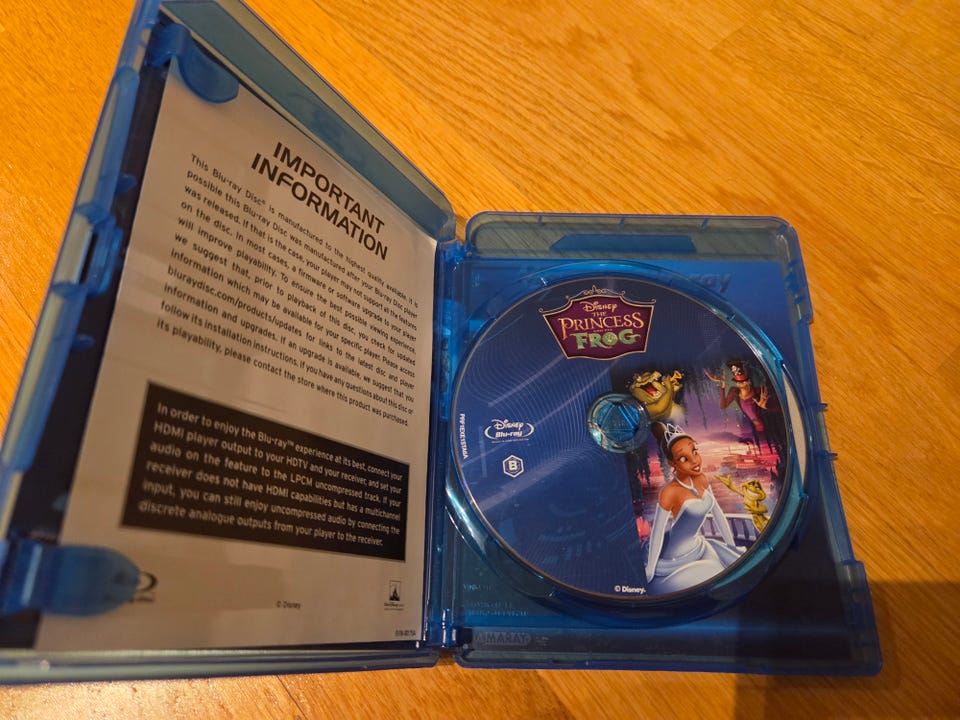 IMPORTANT
INFORMATION
This Blu-ray Disc® is manufactured to the highest quality available, it is
possible this Blu-ray Disc was manufactured after your Blu-ray Disc player
was released. If that is the case, your player may not support all the features
on the disc. In most cases, a firmware or software upgrade to your player
will improve playability. To ensure the best possible viewing experience,
we suggest that, prior to playback of this disc, you check for updated
information which may be available for your specific player. Please access
bluraydisc.com/products/updates for links to the latest disc and player
information and upgrades. If an upgrade is available, we suggest that you
follow its installation instructions. If you have any questions about this disc or
its playability, please contact the store where this product was purchased.
In order to enjoy the Blu-ray™ experience at its best, connect your
HDMI player output to your HDTV and your receiver, and set your
audio on the feature to the LPCM uncompressed track. If your
receiver does not have HDMI capabilities but has a multichannel
input, you can still enjoy uncompressed audio by connecting the
discrete analogue outputs from your player to the receiver.
© Disney
Disney
THE
PRINCESS
AND THE
FROG
Disney
Blu-ray
B
© Disney.
AMARAY